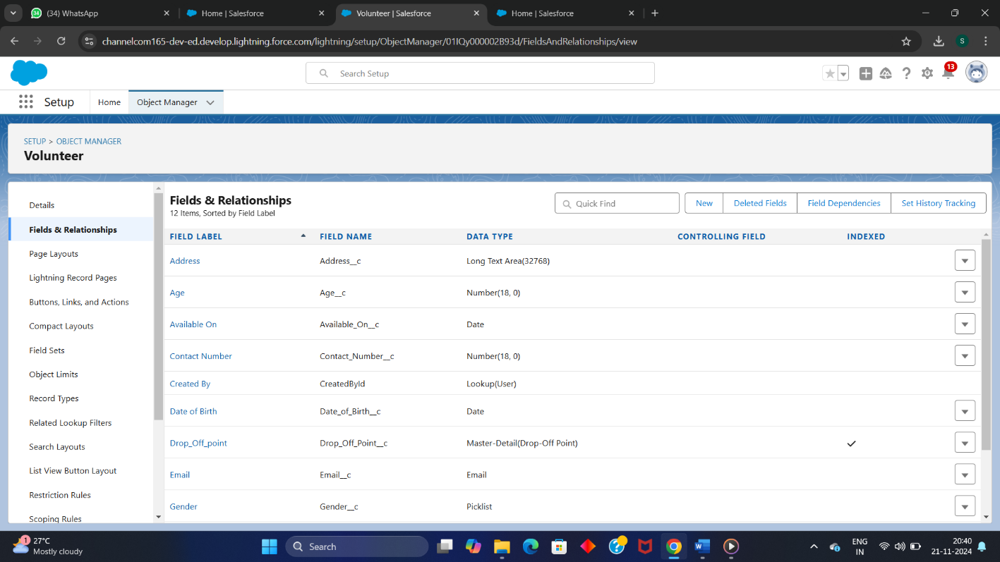 34
(34) WhatsApp
Home | Salesforce
Volunteer | Salesforce
Home | Salesforce
channelcom165-dev-ed.develop.lightning.force.com/lightning/setup/ObjectManager/01IQy000002B93d/FieldsAndRelationships/view
S
Search Setup
13
Setup
Home
Object Manager
SETUP > OBJECT MANAGER
Volunteer
Details
Fields & Relationships
Page Layouts
Lightning Record Pages
Buttons, Links, and Actions
Compact Layouts
Field Sets
Object Limits
Record Types
Related Lookup Filters
Search Layouts
List View Button Layout
Restriction Rules
Scoping Rules
Fields & Relationships
12 Items, Sorted by Field Label
Quick Find
New
Deleted Fields
Field Dependencies
Set History Tracking
FIELD LABEL FIELD NAME DATA TYPE CONTROLLING FIELD INDEXED
Address Address__c Long Text Area(32768)
Age Age__c Number(18, 0)
Available On Available_On__c Date
Contact Number Contact_Number__c Number(18, 0)
Created By CreatedById Lookup(User)
Date of Birth Date_of_Birth__c Date
Drop_Off_point Drop_Off_Point__c Master-Detail(Drop-Off Point)
Email Email__c Email
Gender Gender__c Picklist
1
27°C
Mostly cloudy
Search
W
ENG
IN
20:40
21-11-2024